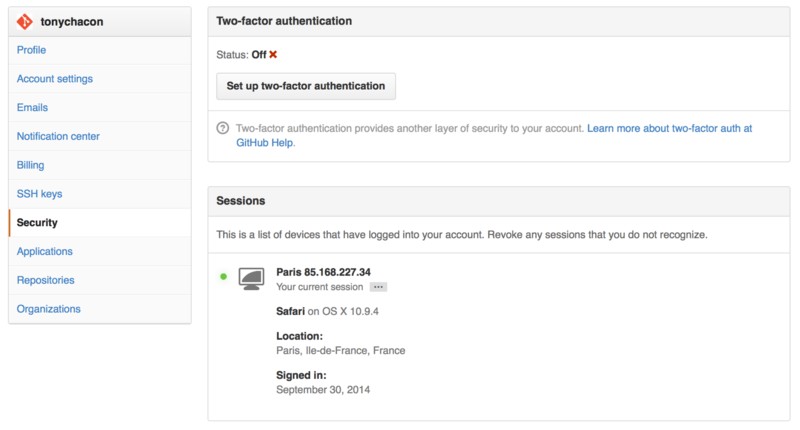 tonychacon
Profile
Account settings
Emails
Notification center
Billing
SSH keys
Security
Applications
Repositories
Organizations
Two-factor authentication
Status: Off ✖
Set up two-factor authentication
? Two-factor authentication provides another layer of security to your account. Learn more about two-factor auth at
GitHub Help.
Sessions
This is a list of devices that have logged into your account. Revoke any sessions that you do not recognize.
Paris 85.168.227.34
Your current session ···
Safari on OS X 10.9.4
Location:
Paris, Ile-de-France, France
Signed in:
September 30, 2014